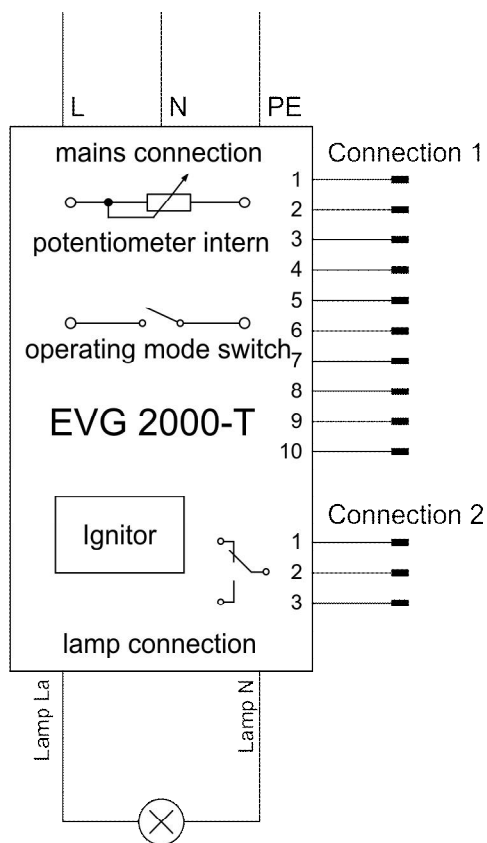 L N PE
mains connection
Connection 1
1
2
potentiometer intern
3
4
5
operating mode switch
6
7
8
EVG 2000-T
9
10
Connection 2
Ignitor
1
2
3
lamp connection
Lamp La
Lamp N